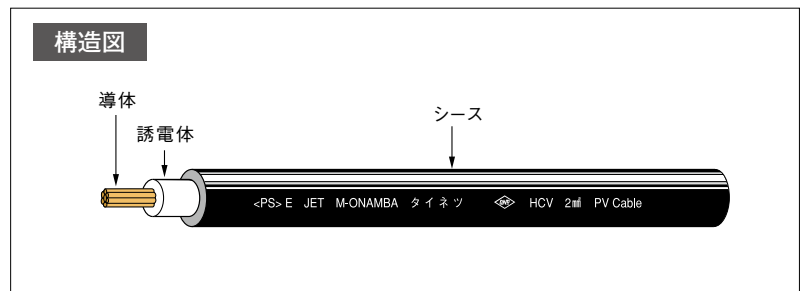 構造図
導体
誘電体
シース
<PS> E JET M-ONAMBA タイネツ HCV 2㎟ PV Cable